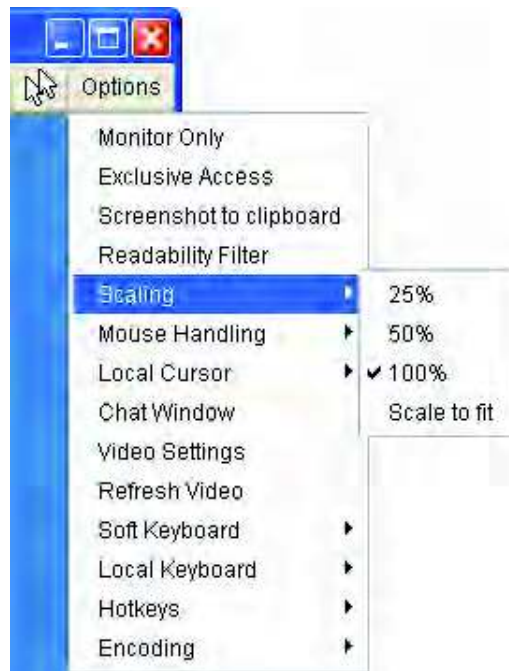 Options
Monitor Only
Exclusive Access
Screenshot to clipboard
Readability Filter
Scaling
25%
Mouse Handling
50%
Local Cursor
✔100%
Chat Window
Scale to fit
Video Settings
Refresh Video
Soft Keyboard
Local Keyboard
Hotkeys
Encoding